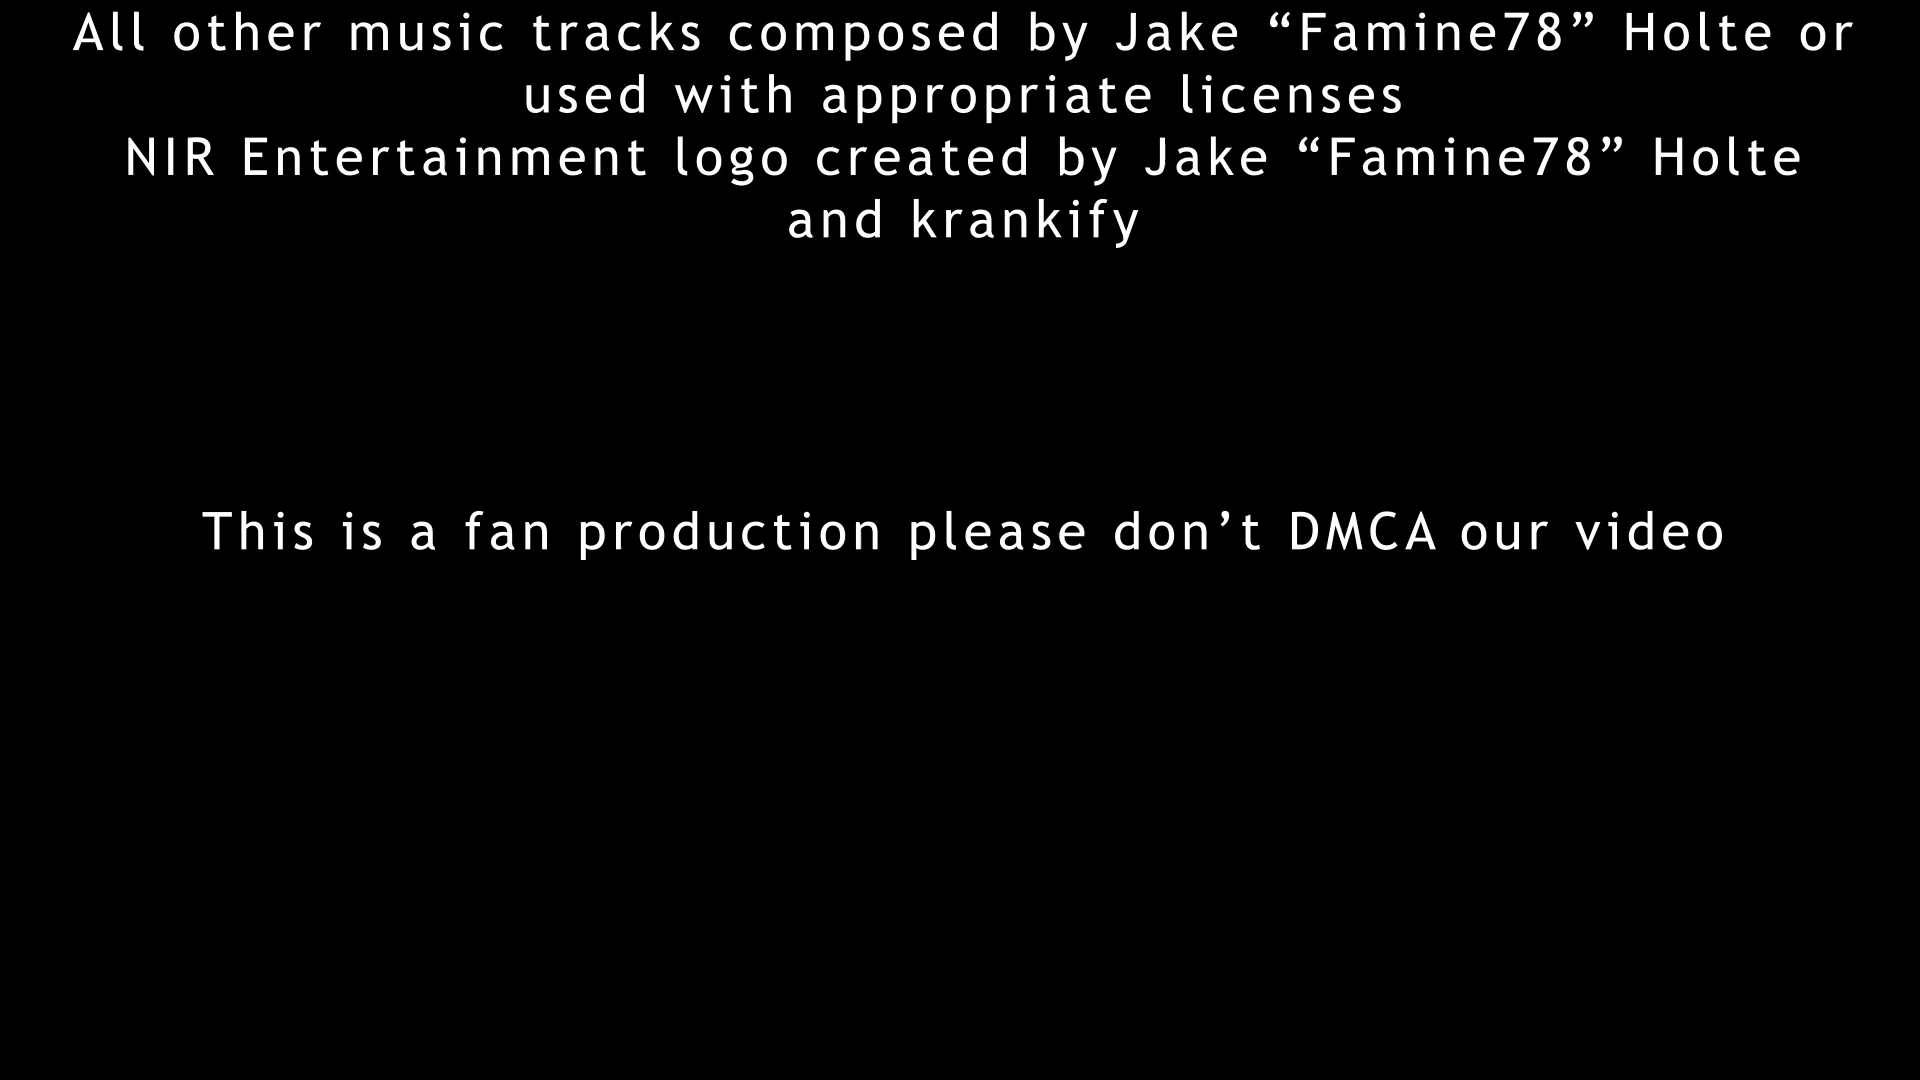 All other music tracks composed by Jake “Famine78” Holte or
used with appropriate licenses
NIR Entertainment logo created by Jake “Famine78” Holte
and krankify
This is a fan production please don’t DMCA our video